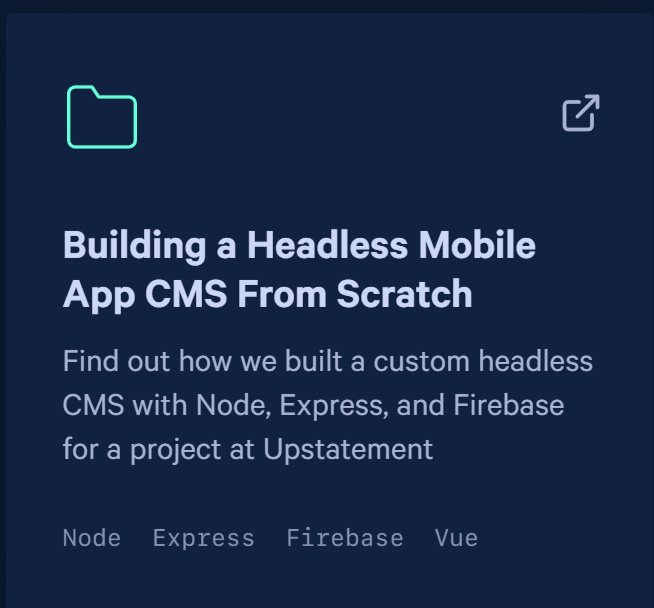 Building a Headless Mobile
App CMS From Scratch
Find out how we built a custom headless
CMS with Node, Express, and Firebase
for a project at Upstatement
Node Express Firebase Vue